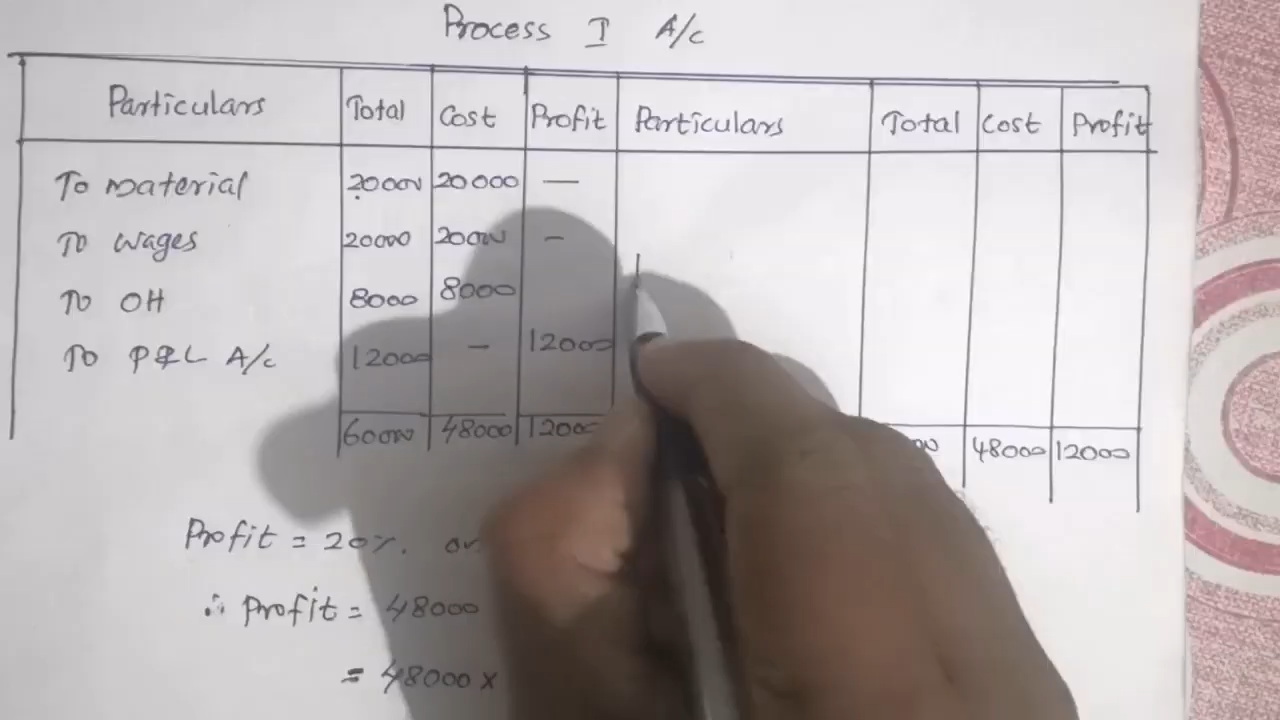 Process I A/c
Particulars Total Cost Profit Particulars Total Cost Profit
To material 20000 20000 —
To wages 20000 20000 —
To OH 8000 8000
To P&L A/c 12000 — 12000
60000 48000 12000 48000 12000
Profit = 20%.
∴ Profit = 48000
= 48000 x